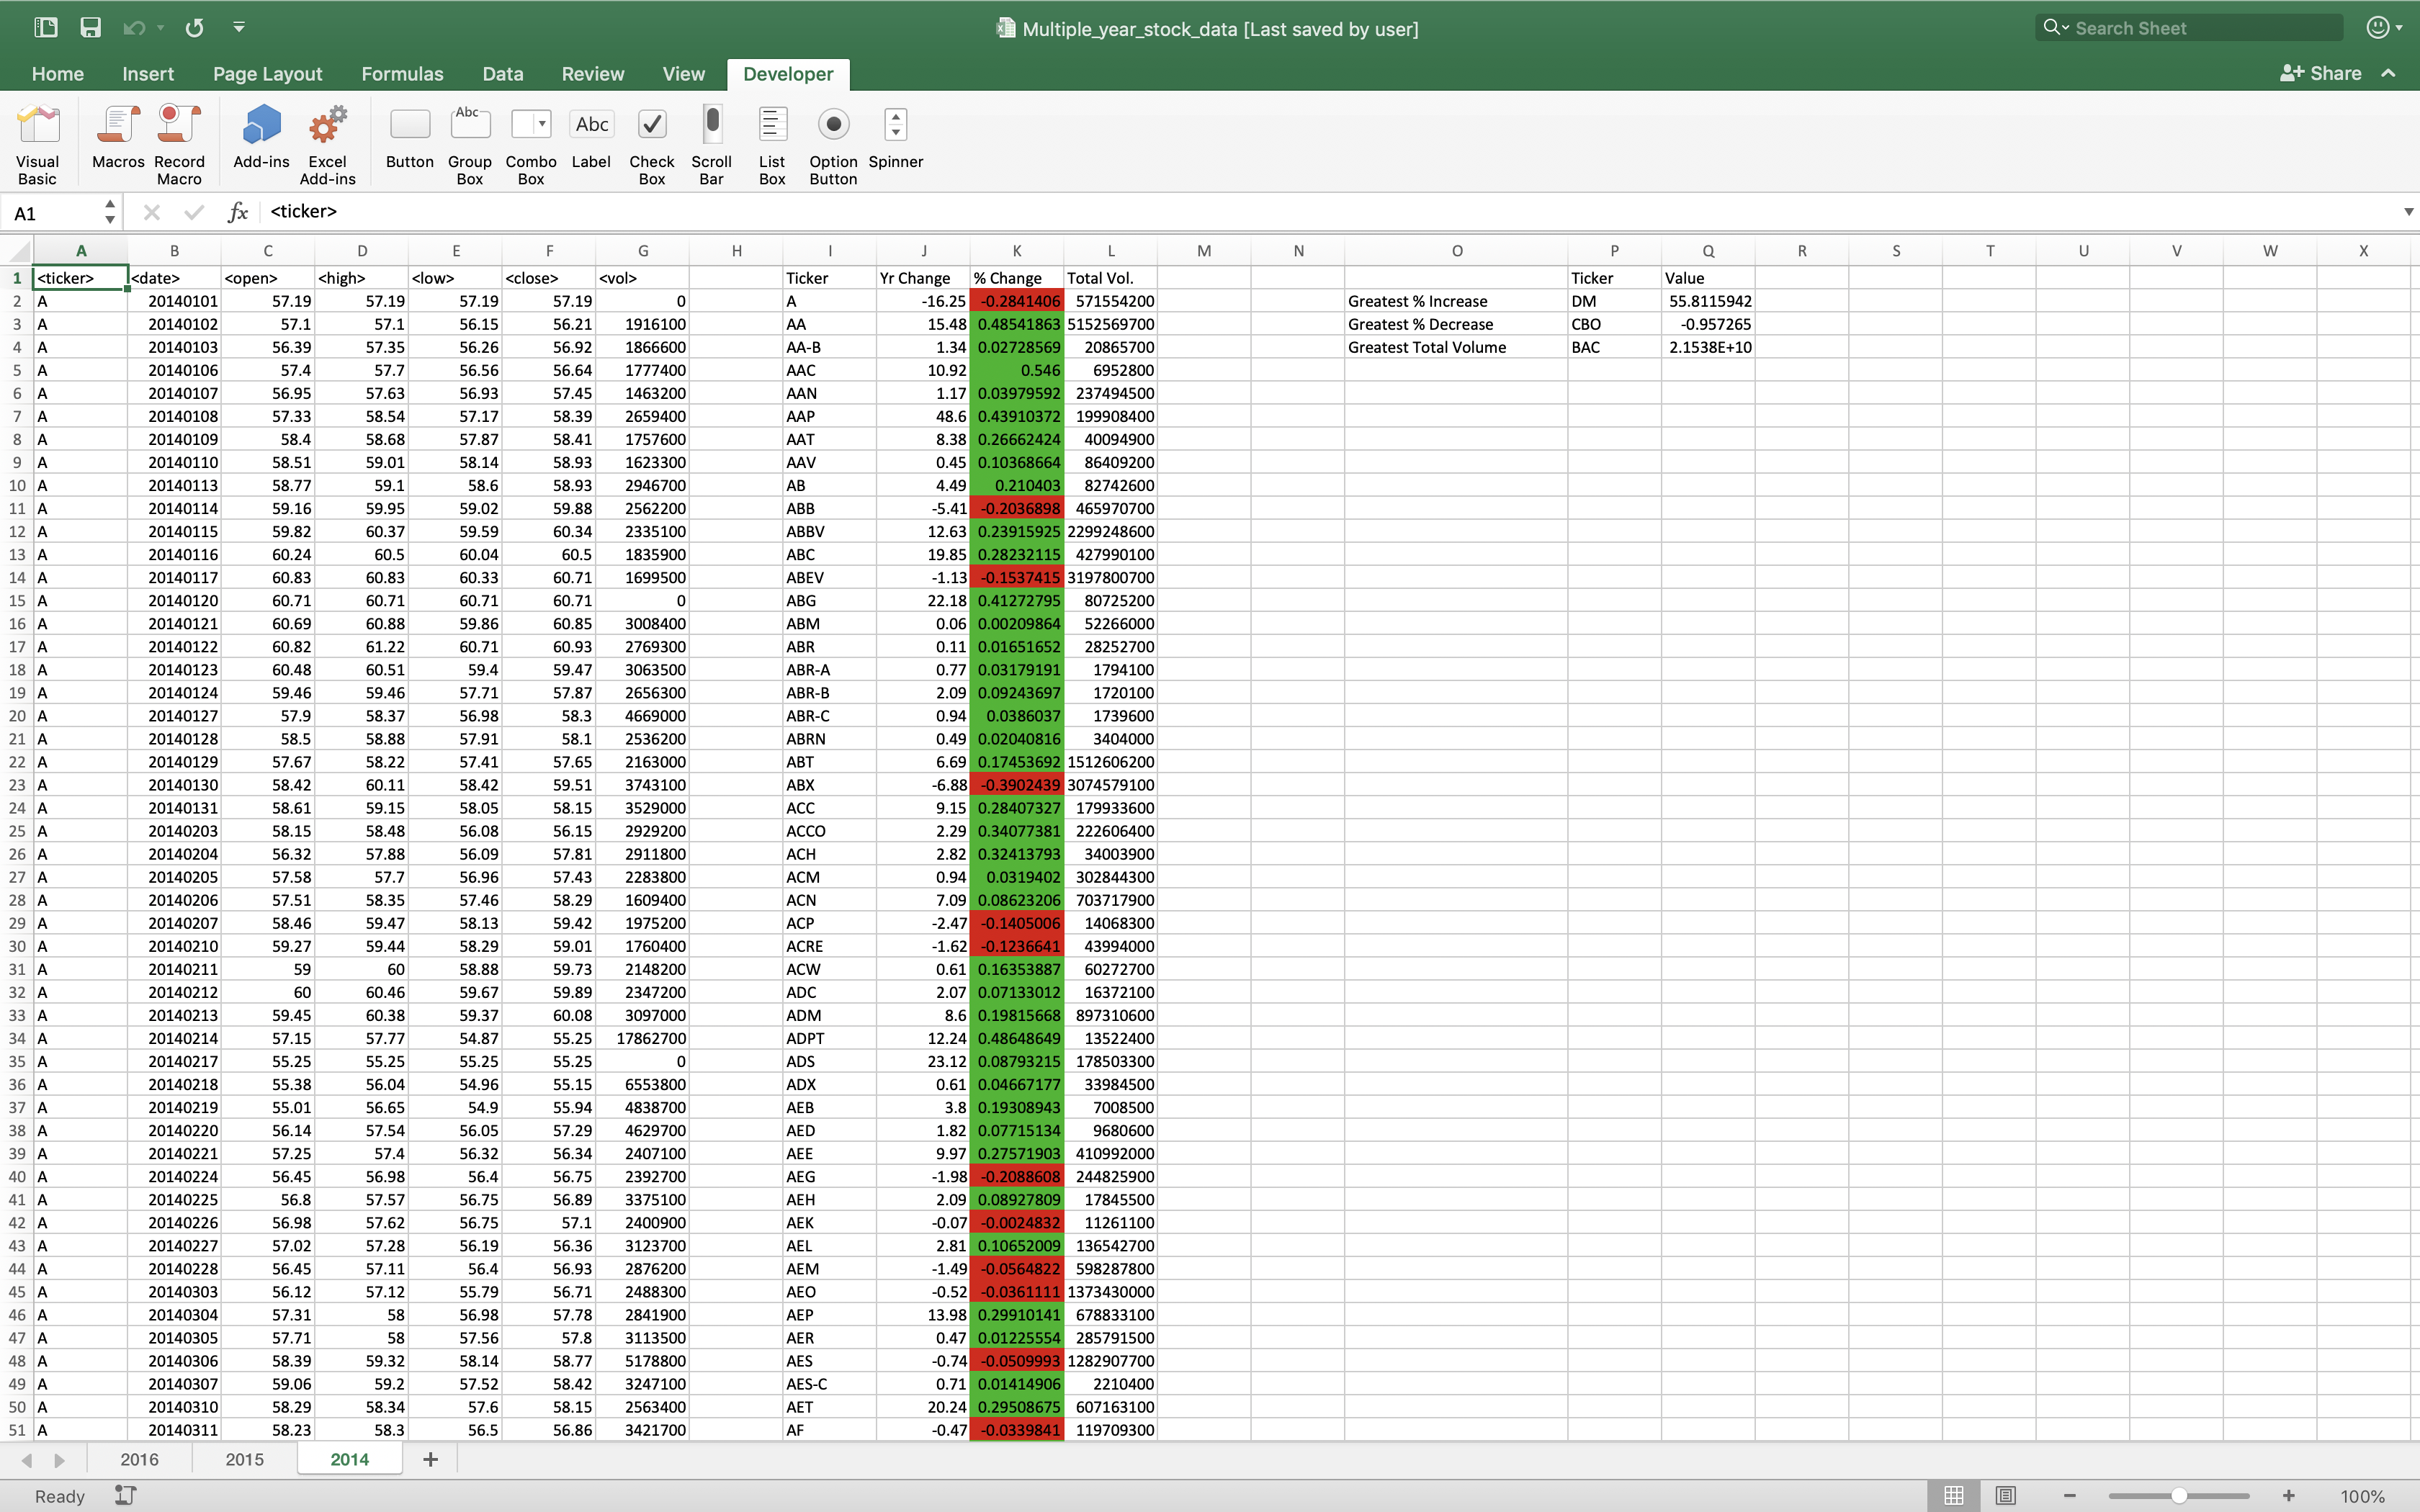 Multiple_year_stock_data [Last saved by user]
Search Sheet
Home Insert Page Layout Formulas Data Review View Developer Share
Visual Basic Macros Record Macro Add-ins Excel Add-ins Button Group Box Combo Box Label Check Box Scroll Bar List Box Option Button Spinner
Abc Abc
A1 fx <ticker>
A B C D E F G H I J K L M N O P Q R S T U V W X
1 <ticker> <date> <open> <high> <low> <close> <vol> Ticker Yr Change % Change Total Vol. Ticker Value
2 A 20140101 57.19 57.19 57.19 57.19 0 A -16.25 -0.2841406 571554200 Greatest % Increase DM 55.8115942
3 A 20140102 57.1 57.1 56.15 56.21 1916100 AA 15.48 0.48541863 5152569700 Greatest % Decrease CBO -0.957265
4 A 20140103 56.39 57.35 56.26 56.92 1866600 AA-B 1.34 0.02728569 20865700 Greatest Total Volume BAC 2.1538E+10
5 A 20140106 57.4 57.7 56.56 56.64 1777400 AAC 10.92 0.546 6952800
6 A 20140107 56.95 57.63 56.93 57.45 1463200 AAN 1.17 0.03979592 237494500
7 A 20140108 57.33 58.54 57.17 58.39 2659400 AAP 48.6 0.43910372 199908400
8 A 20140109 58.4 58.68 57.87 58.41 1757600 AAT 8.38 0.26662424 40094900
9 A 20140110 58.51 59.01 58.14 58.93 1623300 AAV 0.45 0.10368664 86409200
10 A 20140113 58.77 59.1 58.6 58.93 2946700 AB 4.49 0.210403 82742600
11 A 20140114 59.16 59.95 59.02 59.88 2562200 ABB -5.41 -0.2036898 465970700
12 A 20140115 59.82 60.37 59.59 60.34 2335100 ABBV 12.63 0.23915925 2299248600
13 A 20140116 60.24 60.5 60.04 60.5 1835900 ABC 19.85 0.28232115 427990100
14 A 20140117 60.83 60.83 60.33 60.71 1699500 ABEV -1.13 -0.1537415 3197800700
15 A 20140120 60.71 60.71 60.71 60.71 0 ABG 22.18 0.41272795 80725200
16 A 20140121 60.69 60.88 59.86 60.85 3008400 ABM 0.06 0.00209864 52266000
17 A 20140122 60.82 61.22 60.71 60.93 2769300 ABR 0.11 0.01651652 28252700
18 A 20140123 60.48 60.51 59.4 59.47 3063500 ABR-A 0.77 0.03179191 1794100
19 A 20140124 59.46 59.46 57.71 57.87 2656300 ABR-B 2.09 0.09243697 1720100
20 A 20140127 57.9 58.37 56.98 58.3 4669000 ABR-C 0.94 0.0386037 1739600
21 A 20140128 58.5 58.88 57.91 58.1 2536200 ABRN 0.49 0.02040816 3404000
22 A 20140129 57.67 58.22 57.41 57.65 2163000 ABT 6.69 0.17453692 1512606200
23 A 20140130 58.42 60.11 58.42 59.51 3743100 ABX -6.88 -0.3902439 3074579100
24 A 20140131 58.61 59.15 58.05 58.15 3529000 ACC 9.15 0.28407327 179933600
25 A 20140203 58.15 58.48 56.08 56.15 2929200 ACCO 2.29 0.34077381 222606400
26 A 20140204 56.32 57.88 56.09 57.81 2911800 ACH 2.82 0.32413793 34003900
27 A 20140205 57.58 57.7 56.96 57.43 2283800 ACM 0.94 0.0319402 302844300
28 A 20140206 57.51 58.35 57.46 58.29 1609400 ACN 7.09 0.08623206 703717900
29 A 20140207 58.46 59.47 58.13 59.42 1975200 ACP -2.47 -0.1405006 14068300
30 A 20140210 59.27 59.44 58.29 59.01 1760400 ACRE -1.62 -0.1236641 43994000
31 A 20140211 59 60 58.88 59.73 2148200 ACW 0.61 0.16353887 60272700
32 A 20140212 60 60.46 59.67 59.89 2347200 ADC 2.07 0.07133012 16372100
33 A 20140213 59.45 60.38 59.37 60.08 3097000 ADM 8.6 0.19815668 897310600
34 A 20140214 57.15 57.77 54.87 55.25 17862700 ADPT 12.24 0.48648649 13522400
35 A 20140217 55.25 55.25 55.25 55.25 0 ADS 23.12 0.08793215 178503300
36 A 20140218 55.38 56.04 54.96 55.15 6553800 ADX 0.61 0.04667177 33984500
37 A 20140219 55.01 56.65 54.9 55.94 4838700 AEB 3.8 0.19308943 7008500
38 A 20140220 56.14 57.54 56.05 57.29 4629700 AED 1.82 0.07715134 9680600
39 A 20140221 57.25 57.4 56.32 56.34 2407100 AEE 9.97 0.27571903 410992000
40 A 20140224 56.45 56.98 56.4 56.75 2392700 AEG -1.98 -0.2088608 244825900
41 A 20140225 56.8 57.57 56.75 56.89 3375100 AEH 2.09 0.08927809 17845500
42 A 20140226 56.98 57.62 56.75 57.1 2400900 AEK -0.07 -0.0024832 11261100
43 A 20140227 57.02 57.28 56.19 56.36 3123700 AEL 2.81 0.10652009 136542700
44 A 20140228 56.45 57.11 56.4 56.93 2876200 AEM -1.49 -0.0564822 598287800
45 A 20140303 56.12 57.12 55.79 56.71 2488300 AEO -0.52 -0.0361111 1373430000
46 A 20140304 57.31 58 56.98 57.78 2841900 AEP 13.98 0.29910141 678833100
47 A 20140305 57.71 58 57.56 57.8 3113500 AER 0.47 0.01225554 285791500
48 A 20140306 58.39 59.32 58.14 58.77 5178800 AES -0.74 -0.0509993 1282907700
49 A 20140307 59.06 59.2 57.52 58.42 3247100 AES-C 0.71 0.01414906 2210400
50 A 20140310 58.29 58.34 57.6 58.15 2563400 AET 20.24 0.29508675 607163100
51 A 20140311 58.23 58.3 56.5 56.86 3421700 AF -0.47 -0.0339841 119709300
2016 2015 2014 +
Ready 100%